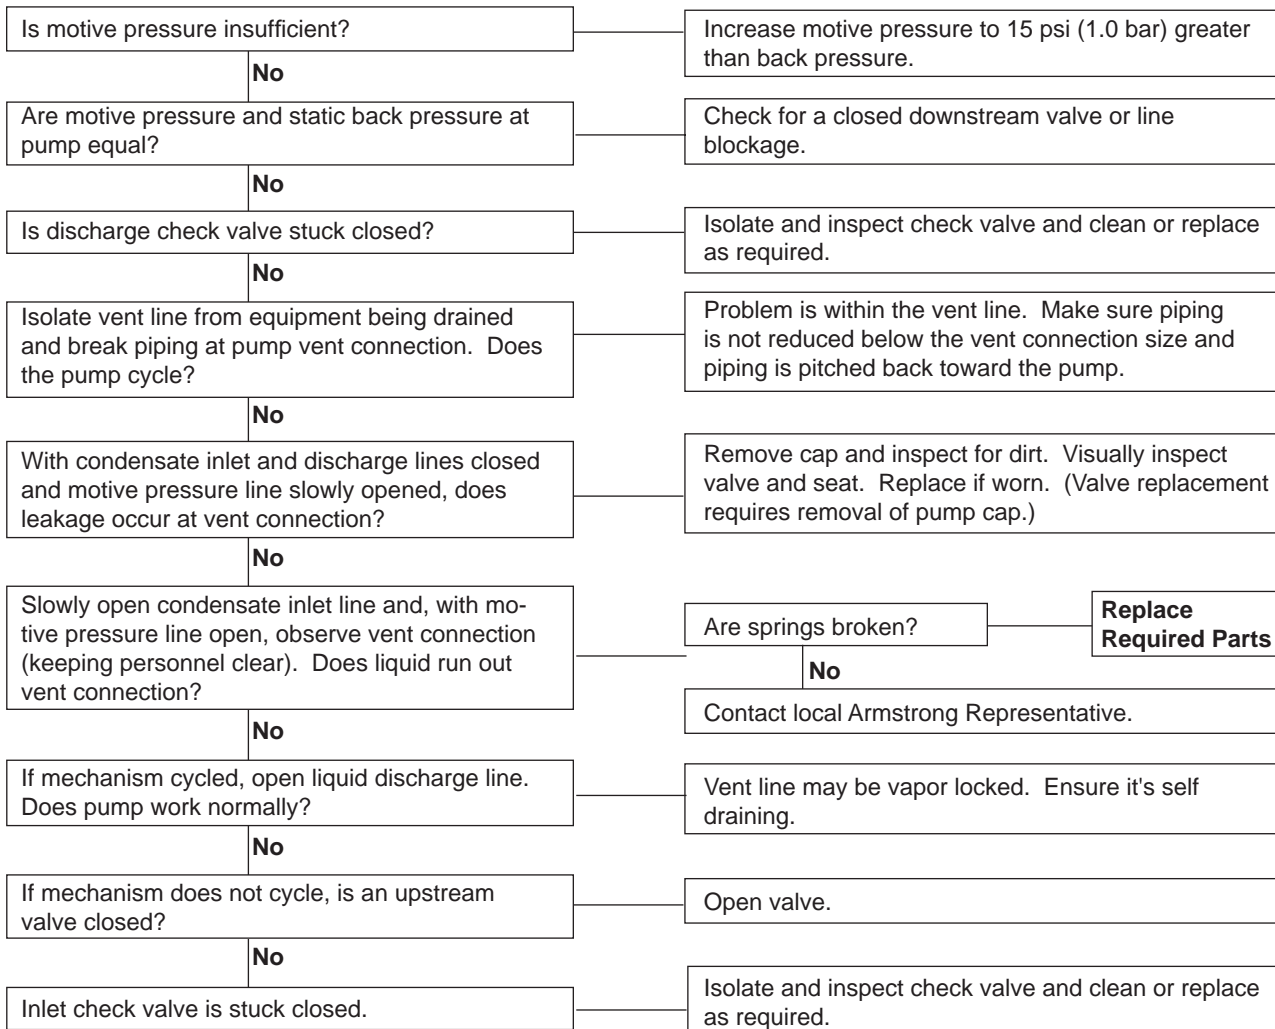 Is motive pressure insufficient?
Increase motive pressure to 15 psi (1.0 bar) greater
than back pressure.
No
Are motive pressure and static back pressure at
pump equal?
Check for a closed downstream valve or line
blockage.
No
Is discharge check valve stuck closed?
Isolate and inspect check valve and clean or replace
as required.
No
Isolate vent line from equipment being drained
and break piping at pump vent connection. Does
the pump cycle?
Problem is within the vent line. Make sure piping
is not reduced below the vent connection size and
piping is pitched back toward the pump.
No
With condensate inlet and discharge lines closed
and motive pressure line slowly opened, does
leakage occur at vent connection?
Remove cap and inspect for dirt. Visually inspect
valve and seat. Replace if worn. (Valve replacement
requires removal of pump cap.)
No
Slowly open condensate inlet line and, with mo-
tive pressure line open, observe vent connection
(keeping personnel clear). Does liquid run out
vent connection?
Are springs broken?
Replace
Required Parts
No
Contact local Armstrong Representative.
No
If mechanism cycled, open liquid discharge line.
Does pump work normally?
Vent line may be vapor locked. Ensure it's self
draining.
No
If mechanism does not cycle, is an upstream
valve closed?
Open valve.
No
Inlet check valve is stuck closed.
Isolate and inspect check valve and clean or replace
as required.